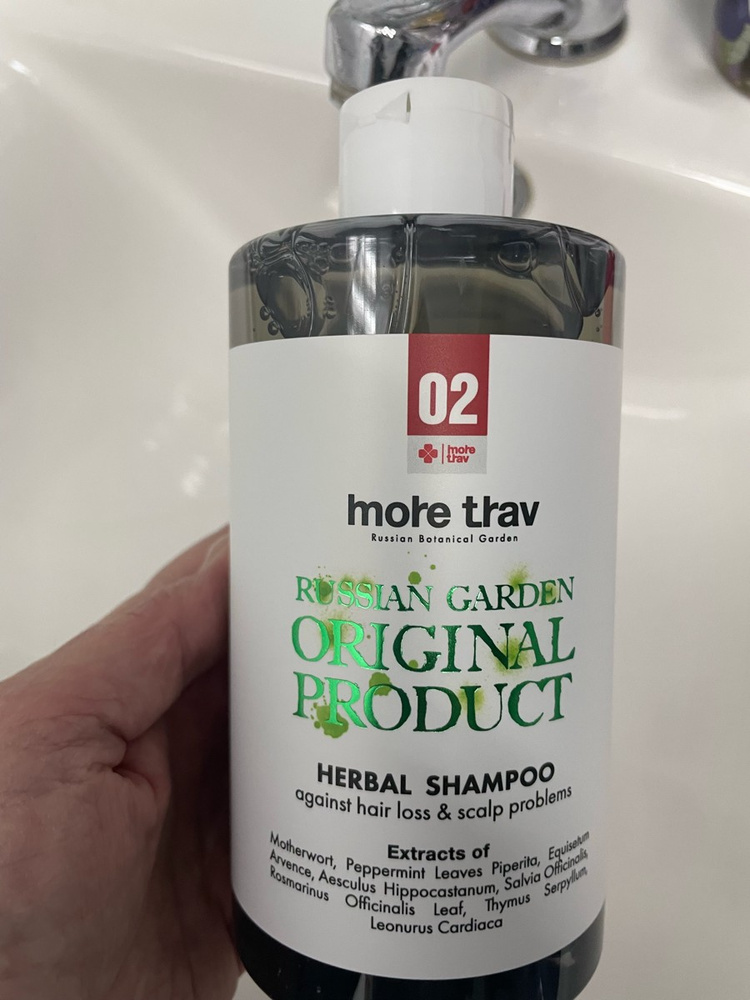 02
more
trav
more trav
Russian Botanical Garden
RUSSIAN GARDEN
ORIGINAL
PRODUCT
HERBAL SHAMPOO
against hair loss & scalp problems
Extracts of
Motherwort, Peppermint Leaves Piperita, Equisetum
Arvence, Aesculus Hippocastanum, Salvia Officinalis,
Rosmarinus Officinalis Leaf, Thymus Serpyllum,
Leonurus Cardiaca